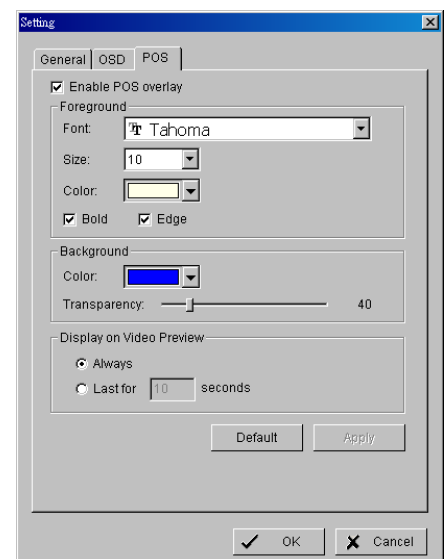 Setting
General OSD POS
Enable POS overlay
Foreground
Font: Tahoma
Size: 10
Color:
Bold Edge
Background
Color:
Transparency: 40
Display on Video Preview
Always
Last for 10 seconds
Default Apply
OK Cancel